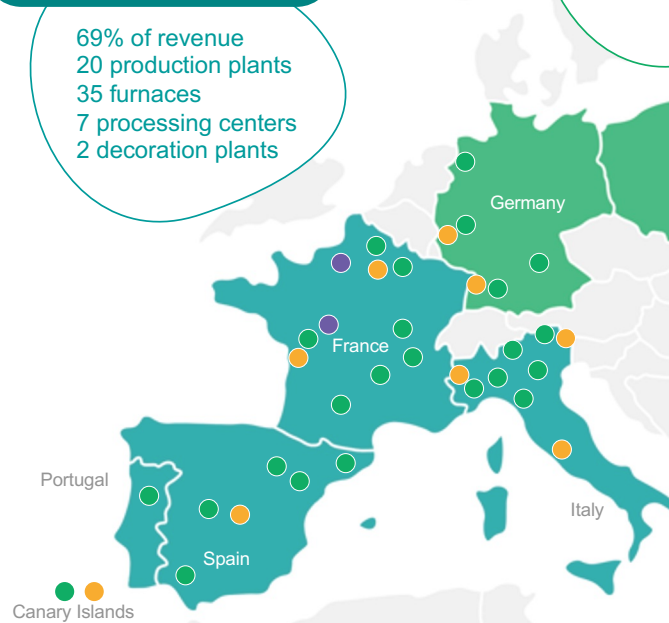 69% of revenue
20 production plants
35 furnaces
7 processing centers
2 decoration plants
Germany
France
Portugal
Italy
Spain
Canary Islands